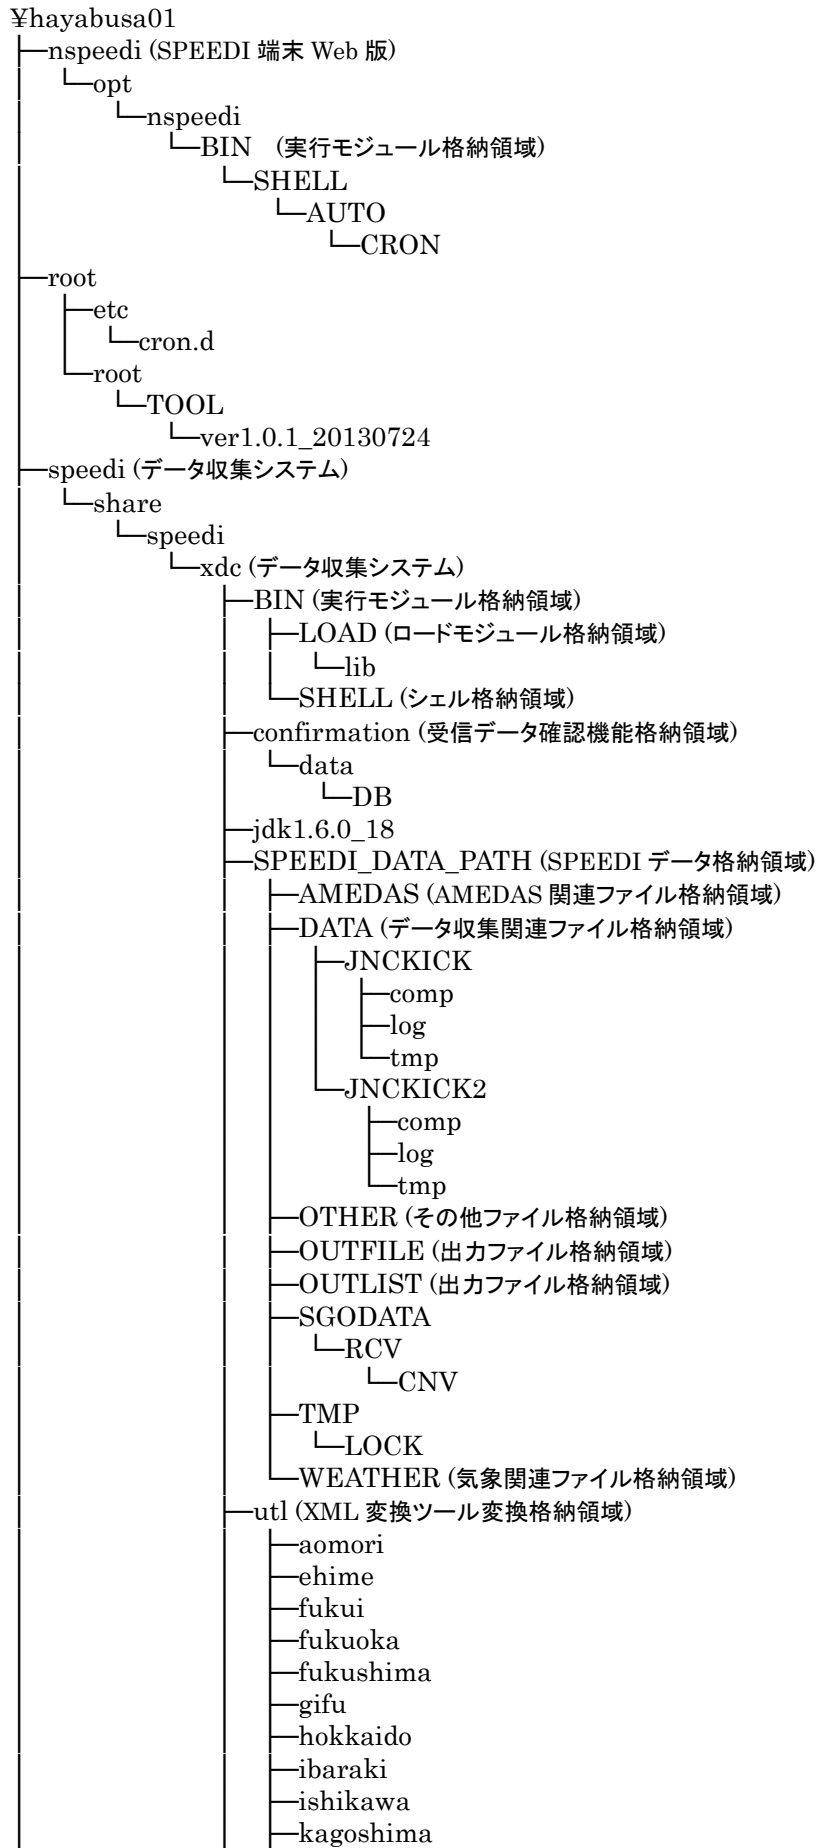 ¥hayabusa01
├─nspeedi (SPEEDI 端末 Web 版)
│ └─opt
│ └─nspeedi
│ └─BIN (実行モジュール格納領域)
│ └─SHELL
│ └─AUTO
│ └─CRON
├─root
│ ├─etc
│ │ └─cron.d
│ └─root
│ └─TOOL
│ └─ver1.0.1_20130724
├─speedi (データ収集システム)
│ └─share
│ └─speedi
│ └─xdc (データ収集システム)
│ ├─BIN (実行モジュール格納領域)
│ │ ├─LOAD (ロードモジュール格納領域)
│ │ │ └─lib
│ │ └─SHELL (シェル格納領域)
│ ├─confirmation (受信データ確認機能格納領域)
│ │ └─data
│ │ └─DB
│ ├─jdk1.6.0_18
│ ├─SPEEDI_DATA_PATH (SPEEDI データ格納領域)
│ │ ├─AMEDAS (AMEDAS 関連ファイル格納領域)
│ │ ├─DATA (データ収集関連ファイル格納領域)
│ │ │ ├─JNCKICK
│ │ │ │ ├─comp
│ │ │ │ ├─log
│ │ │ │ └─tmp
│ │ │ └─JNCKICK2
│ │ │ ├─comp
│ │ │ ├─log
│ │ │ └─tmp
│ │ ├─OTHER (その他ファイル格納領域)
│ │ ├─OUTFILE (出力ファイル格納領域)
│ │ ├─OUTLIST (出力ファイル格納領域)
│ │ ├─SGODATA
│ │ │ └─RCV
│ │ │ └─CNV
│ │ ├─TMP
│ │ │ └─LOCK
│ │ └─WEATHER (気象関連ファイル格納領域)
│ ├─utl (XML 変換ツール変換格納領域)
│ │ ├─aomori
│ │ ├─ehime
│ │ ├─fukui
│ │ ├─fukuoka
│ │ ├─fukushima
│ │ ├─gifu
│ │ ├─hokkaido
│ │ ├─ibaraki
│ │ ├─ishikawa
│ │ ├─kagoshima